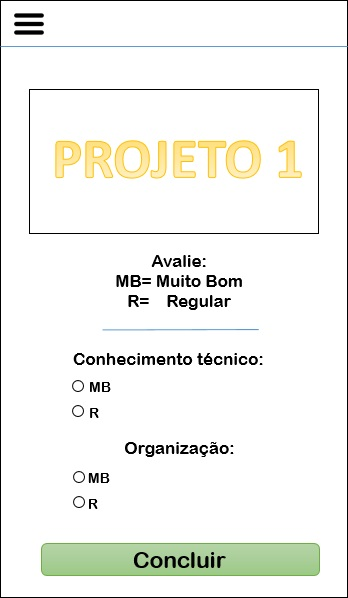 PROJETO 1
Avalie:
MB= Muito Bom
R= Regular
Conhecimento técnico:
MB
R
Organização:
MB
R
Concluir